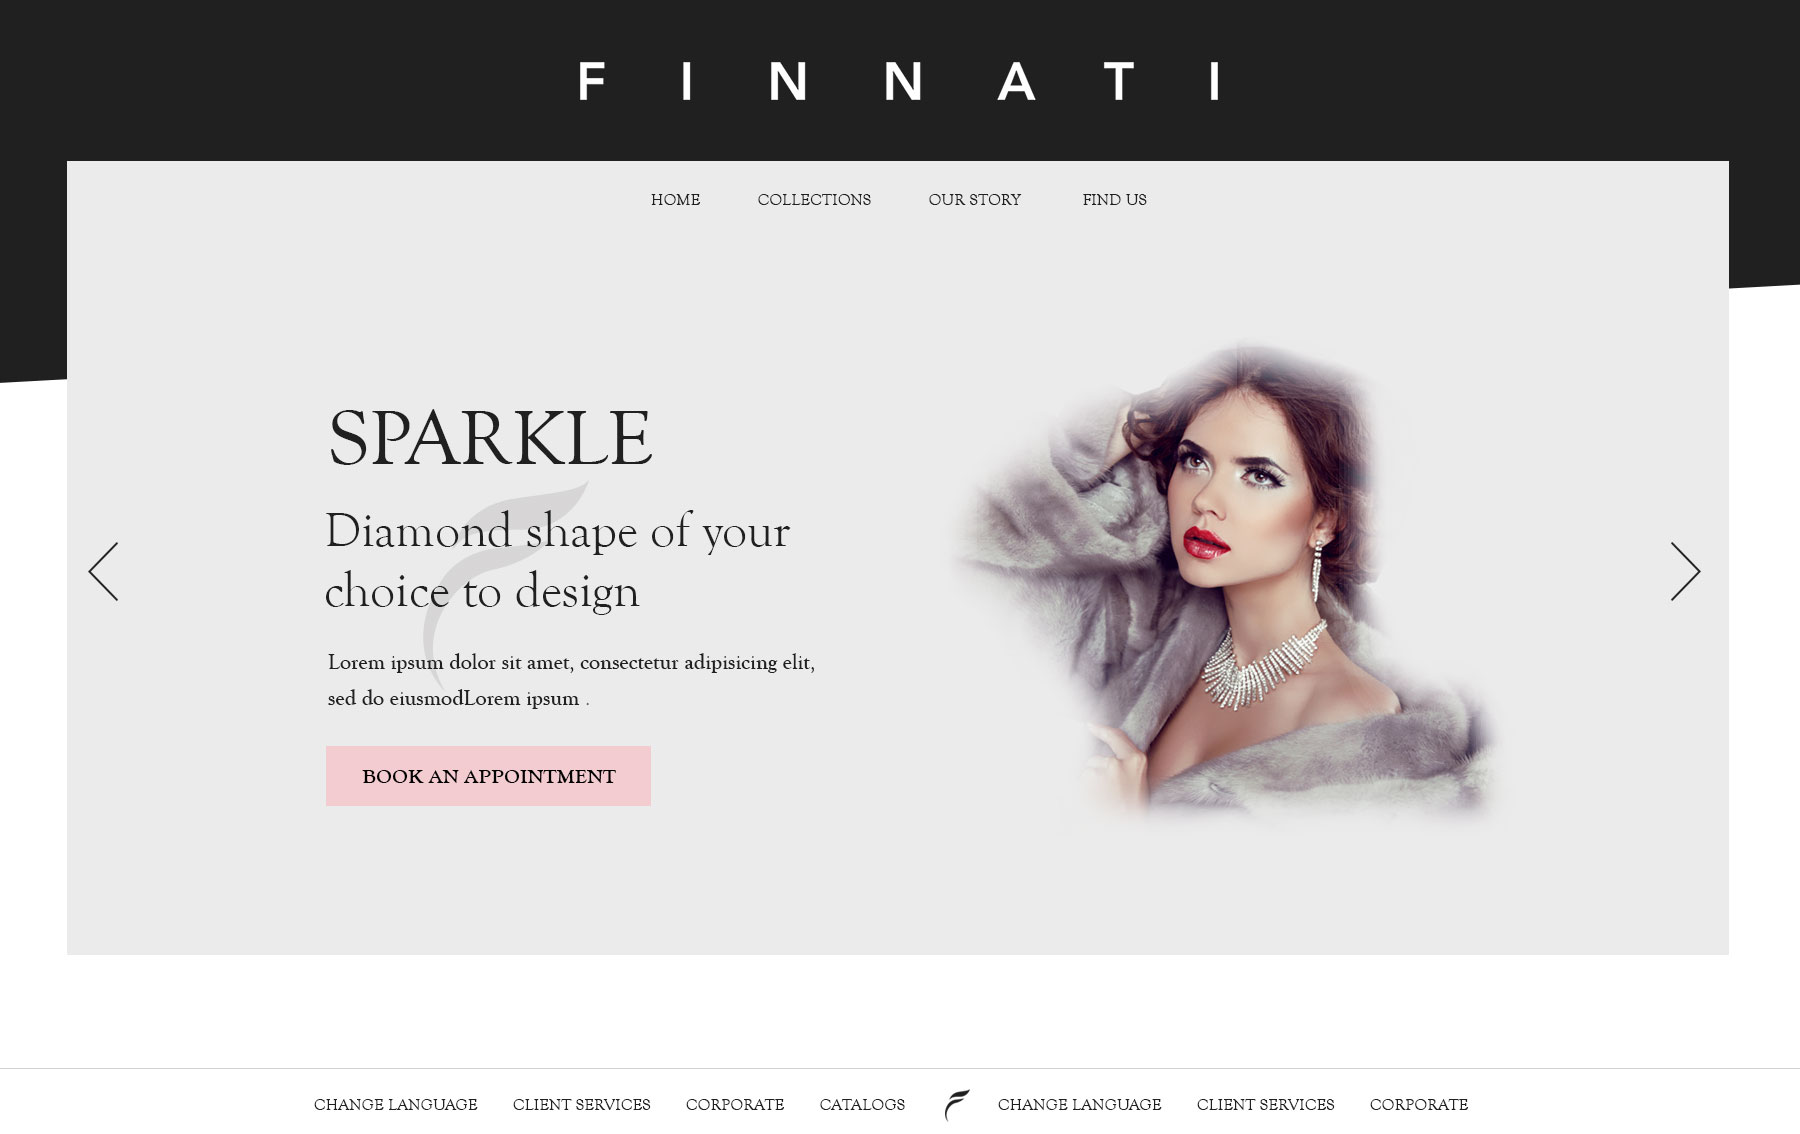 FINNATI
HOME COLLECTIONS OUR STORY FIND US
SPARKLE
Diamond shape of your
choice to design
Lorem ipsum dolor sit amet, consectetur adipisicing elit,
sed do eiusmodLorem ipsum .
BOOK AN APPOINTMENT
CHANGE LANGUAGE CLIENT SERVICES CORPORATE CATALOGS CHANGE LANGUAGE CLIENT SERVICES CORPORATE